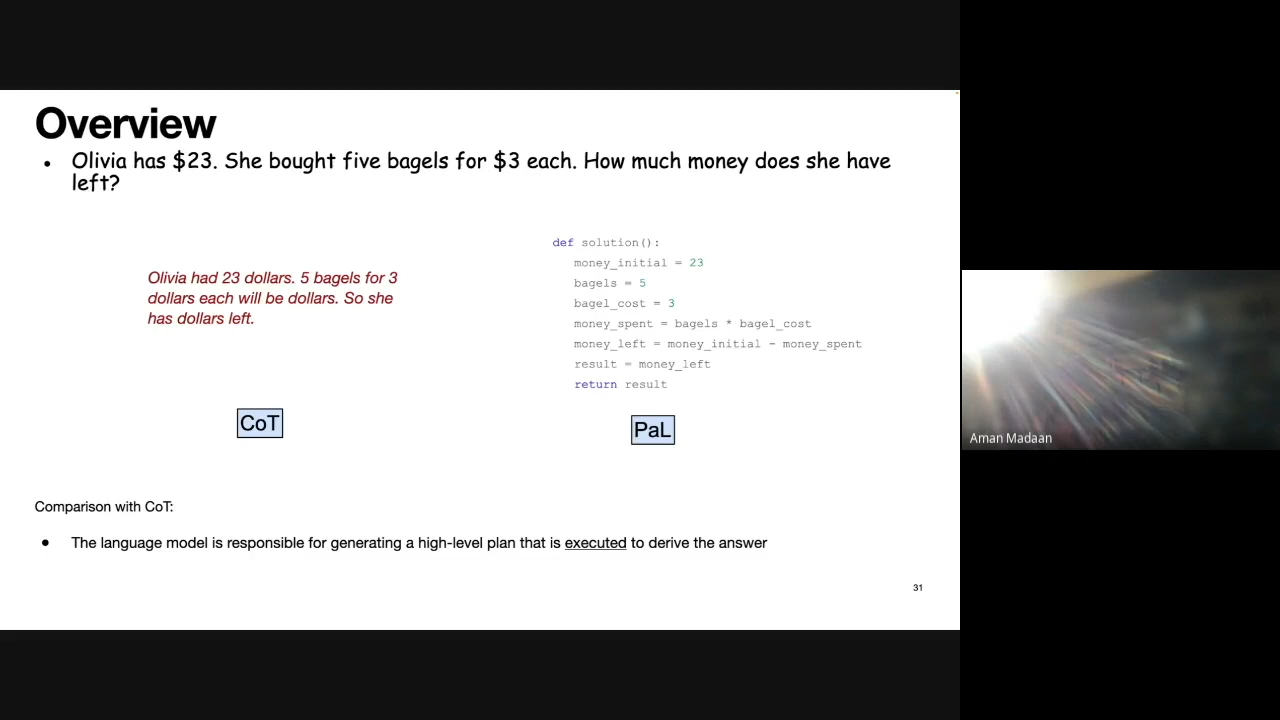 Overview
• Olivia has $23. She bought five bagels for $3 each. How much money does she have
left?
Olivia had 23 dollars. 5 bagels for 3
dollars each will be dollars. So she
has dollars left.
CoT
def solution():
money_initial = 23
bagels = 5
bagel_cost = 3
money_spent = bagels * bagel_cost
money_left = money_initial - money_spent
result = money_left
return result
PaL
Comparison with CoT:
• The language model is responsible for generating a high-level plan that is executed to derive the answer
31
Aman Madaan